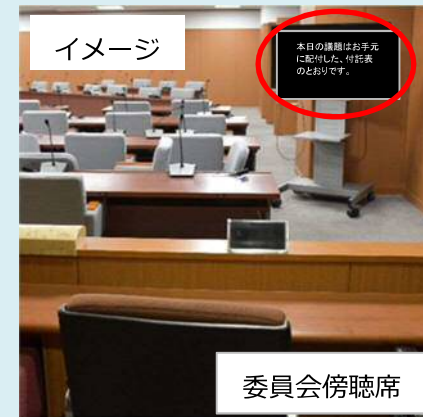 イメージ
本日の議題はお手元
に配付した、付託表
のとおりです。
委員会傍聴席